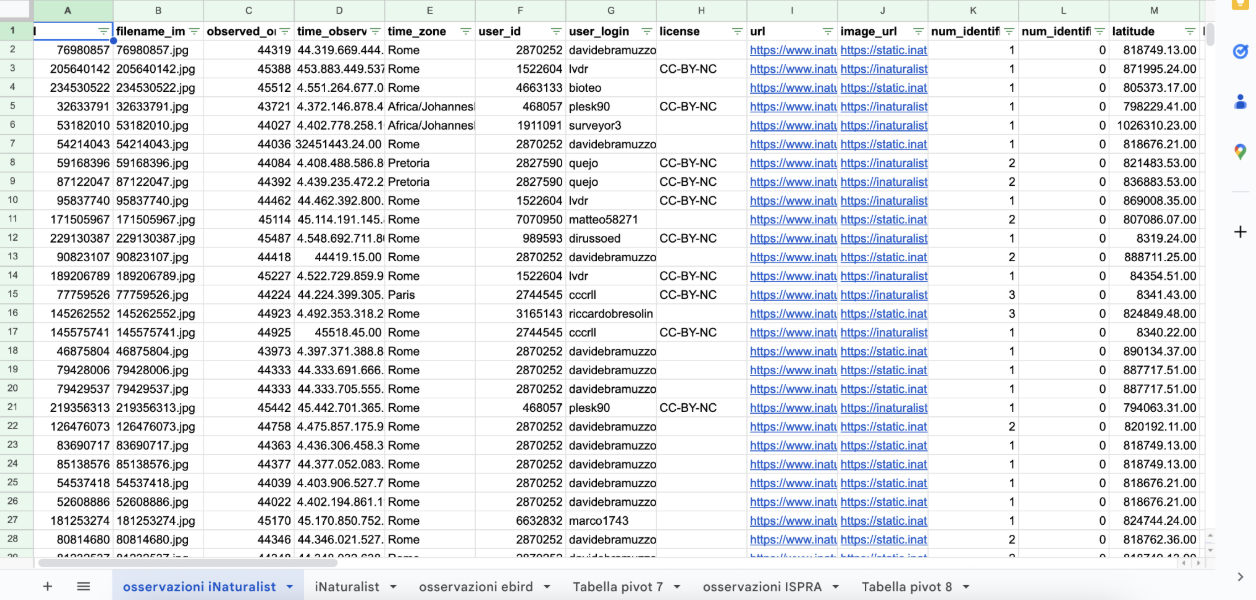 A B C D E F G H I J K L M
1 filename_im observed_o time_observ time_zone user_id user_login license url image_url num_identifi num_identifi latitude
2 76980857 76980857.jpg 44319 44.319.669.444. Rome 2870252 davidebramuzzo https://www.inatu https://static.inat 1 0 818749.13.00
3 205640142 205640142.jpg 45388 453.883.449.537 Rome 1522604 lvdr CC-BY-NC https://www.inatu https://inaturalist 1 0 871995.24.00
4 234530522 234530522.jpg 45512 4.551.264.677.0 Rome 4663133 bioteo https://www.inatu https://static.inat 1 0 805373.17.00
5 32633791 32633791.jpg 43721 4.372.146.878.4 Africa/Johannes 468057 plesk90 CC-BY-NC https://www.inatu https://inaturalist 1 0 798229.41.00
6 53182010 53182010.jpg 44027 4.402.778.258.1 Africa/Johannes 1911091 surveyor3 https://www.inatu https://static.inat 1 0 1026310.23.00
7 54214043 54214043.jpg 44036 32451443.24.00 Rome 2870252 davidebramuzzo https://www.inatu https://static.inat 1 0 818676.21.00
8 59168396 59168396.jpg 44084 4.408.488.586.8 Pretoria 2827590 quejo CC-BY-NC https://www.inatu https://inaturalist 2 0 821483.53.00
9 87122047 87122047.jpg 44392 4.439.235.472.2 Pretoria 2827590 quejo CC-BY-NC https://www.inatu https://inaturalist 2 0 836883.53.00
10 95837740 95837740.jpg 44462 44.462.392.800. Rome 1522604 lvdr CC-BY-NC https://www.inatu https://inaturalist 1 0 869008.35.00
11 171505967 171505967.jpg 45114 45.114.191.145. Rome 7070950 matteo58271 https://www.inatu https://static.inat 2 0 807086.07.00
12 229130387 229130387.jpg 45487 4.548.692.711.8 Rome 989593 dirussoed CC-BY-NC https://www.inatu https://inaturalist 1 0 8319.24.00
13 90823107 90823107.jpg 44418 44419.15.00 Rome 2870252 davidebramuzzo https://www.inatu https://static.inat 2 0 888711.25.00
14 189206789 189206789.jpg 45227 4.522.729.859.9 Rome 1522604 lvdr CC-BY-NC https://www.inatu https://inaturalist 1 0 84354.51.00
15 77759526 77759526.jpg 44224 44.224.399.305. Paris 2744545 cccrll CC-BY-NC https://www.inatu https://inaturalist 3 0 8341.43.00
16 145262552 145262552.jpg 44923 4.492.353.318.2 Rome 3165143 riccardobresolin https://www.inatu https://static.inat 3 0 824849.48.00
17 145575741 145575741.jpg 44925 45518.45.00 Rome 2744545 cccrll CC-BY-NC https://www.inatu https://inaturalist 1 0 8340.22.00
18 46875804 46875804.jpg 43973 4.397.371.388.8 Rome 2870252 davidebramuzzo https://www.inatu https://static.inat 1 0 890134.37.00
19 79428006 79428006.jpg 44333 44.333.691.666. Rome 2870252 davidebramuzzo https://www.inatu https://static.inat 1 0 887717.51.00
20 79429537 79429537.jpg 44333 44.333.705.555. Rome 2870252 davidebramuzzo https://www.inatu https://static.inat 1 0 887717.51.00
21 219356313 219356313.jpg 45442 45.442.701.365. Rome 468057 plesk90 CC-BY-NC https://www.inatu https://inaturalist 1 0 794063.31.00
22 126476073 126476073.jpg 44758 4.475.857.175.9 Rome 2870252 davidebramuzzo https://www.inatu https://static.inat 2 0 820192.11.00
23 83690717 83690717.jpg 44363 4.436.306.458.3 Rome 2870252 davidebramuzzo https://www.inatu https://static.inat 1 0 818749.13.00
24 85138576 85138576.jpg 44377 44.377.052.083. Rome 2870252 davidebramuzzo https://www.inatu https://static.inat 1 0 818749.13.00
25 54537418 54537418.jpg 44039 4.403.906.527.7 Rome 2870252 davidebramuzzo https://www.inatu https://static.inat 1 0 818676.21.00
26 52608886 52608886.jpg 44022 4.402.194.861.1 Rome 2870252 davidebramuzzo https://www.inatu https://static.inat 1 0 818676.21.00
27 181253274 181253274.jpg 45170 45.170.850.752. Rome 6632832 marco1743 https://www.inatu https://static.inat 1 0 824744.24.00
28 80814680 80814680.jpg 44346 44.346.021.527. Rome 2870252 davidebramuzzo https://www.inatu https://static.inat 2 0 818762.36.00
osservazioni iNaturalist iNaturalist osservazioni ebird Tabella pivot 7 osservazioni ISPRA Tabella pivot 8